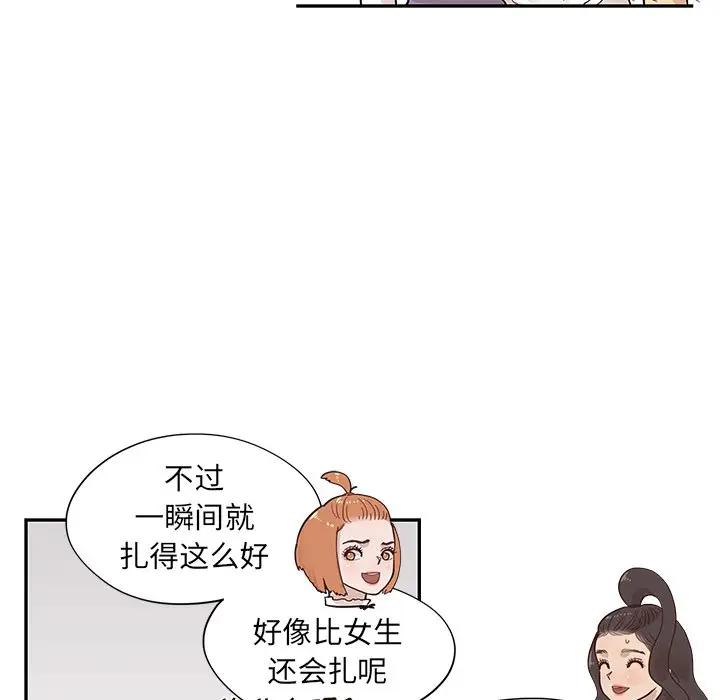 不过
一瞬间就
扎得这么好
好像比女生
还会扎呢